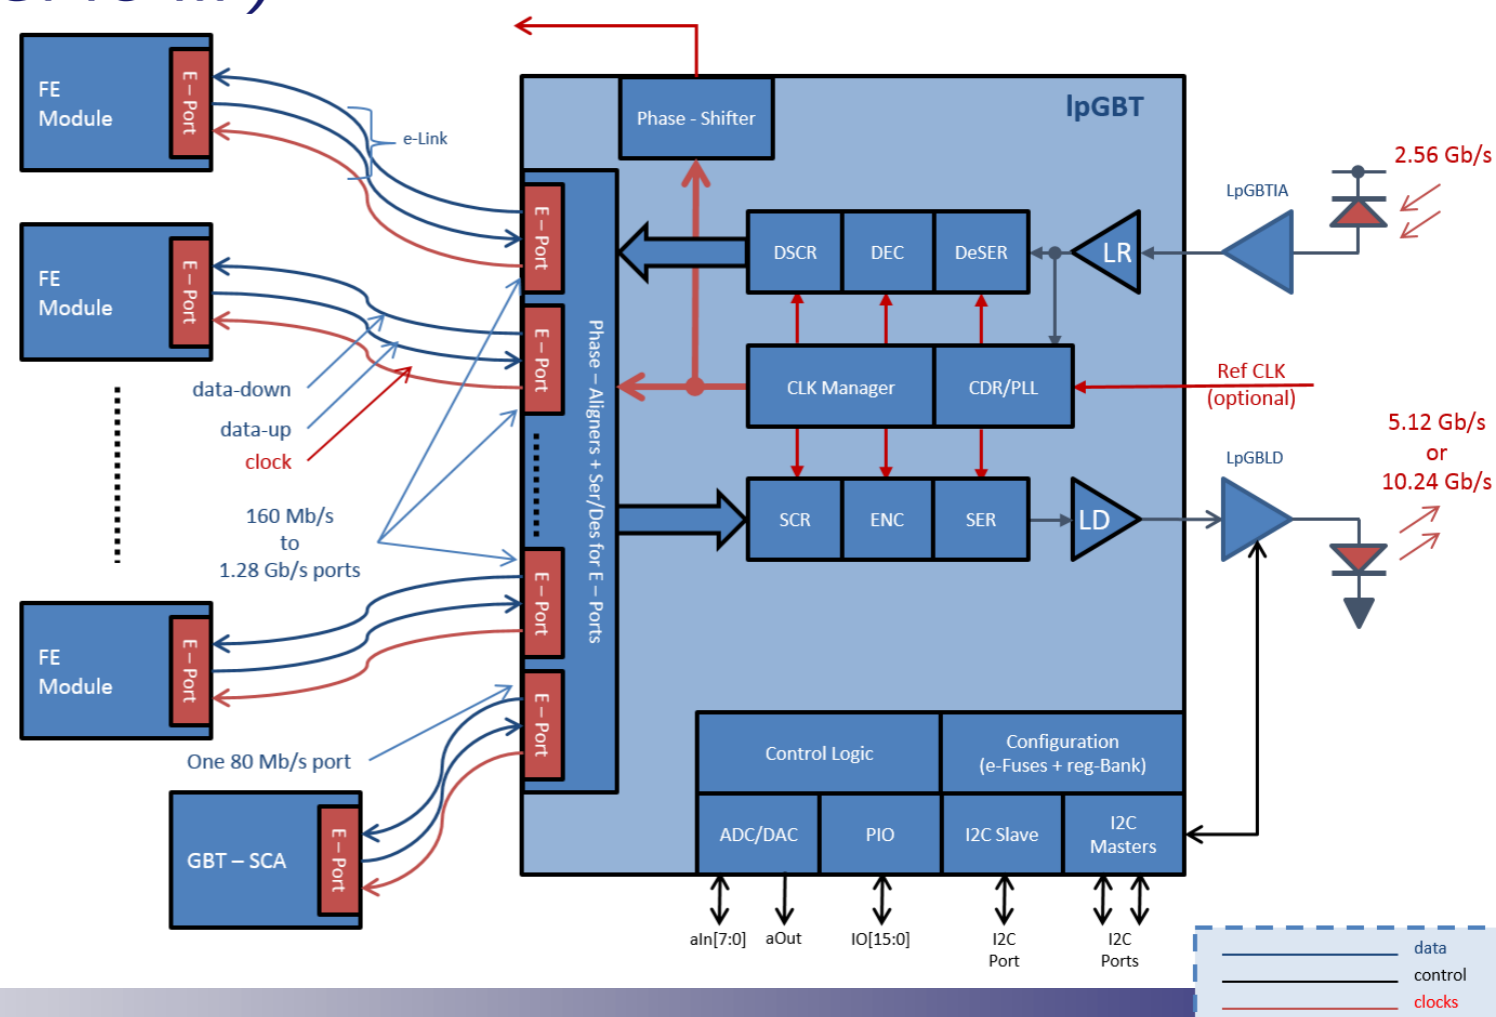 FE
Module
E – Port
e-Link
Phase - Shifter
lpGBT
2.56 Gb/s
LpGBTIA
E – Port
DSCR
DEC
DeSER
LR
FE
Module
E – Port
E – Port
Phase – Aligners + Ser/Des for E – Ports
CLK Manager
CDR/PLL
Ref CLK
(optional)
data-down
data-up
clock
5.12 Gb/s
or
10.24 Gb/s
LpGBLD
160 Mb/s
to
1.28 Gb/s ports
SCR
ENC
SER
LD
FE
Module
E – Port
E – Port
E – Port
One 80 Mb/s port
Control Logic
Configuration
(e-Fuses + reg-Bank)
GBT – SCA
E – Port
ADC/DAC
PIO
I2C Slave
I2C
Masters
aIn[7:0]
aOut
IO[15:0]
I2C
Port
I2C
Ports
data
control
clocks